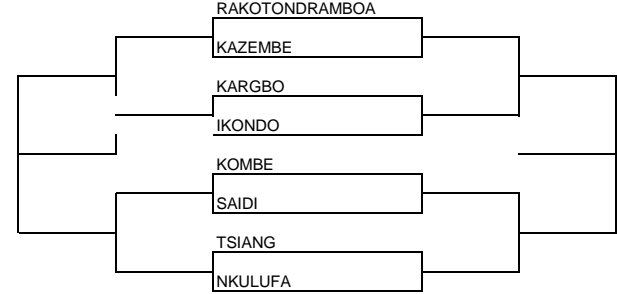 RAKOTONDRAMBOA
KAZEMBE
KARGBO
IKONDO
KOMBE
SAIDI
TSIANG
NKULUFA